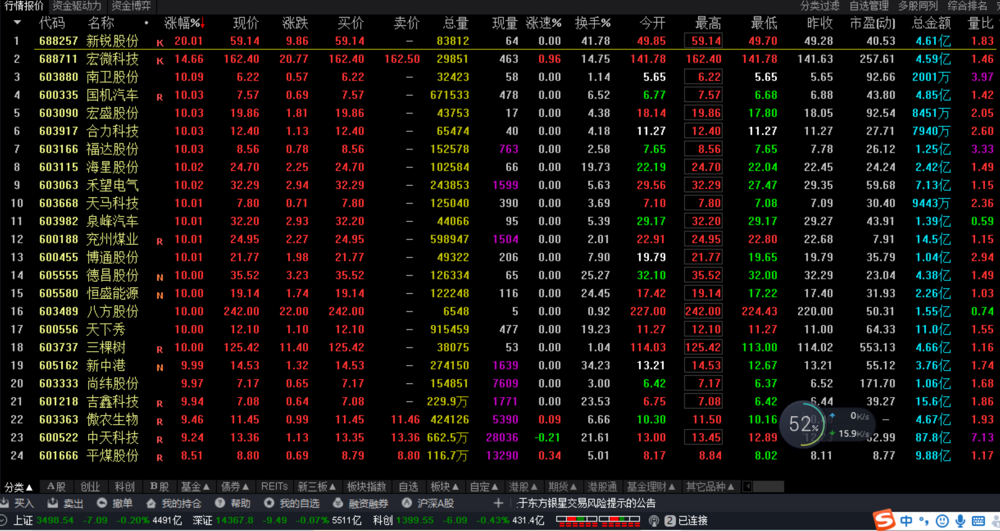 行情报价 资金驱动力 资金博弈 分类过滤 自选管理 多股同列 综合排名
▼ 代码 名称 • 涨幅%↓ 现价 涨跌 买价 卖价 总量 现量 涨速% 换手% 今开 最高 最低 昨收 市盈(动) 总金额 量比
1 688257 新锐股份 K 20.01 59.14 9.86 59.14 — 83812 64 0.00 41.78 49.85 59.14 49.70 49.28 40.53 4.61亿 1.83
2 688711 宏微科技 K 14.66 162.40 20.77 162.40 162.50 29851 463 0.96 14.75 141.78 162.40 141.78 141.63 257.61 4.59亿 1.46
3 603880 南卫股份 10.09 6.22 0.57 6.22 — 32423 58 0.00 1.14 5.65 6.22 5.65 5.65 92.66 2001万 3.97
4 600335 国机汽车 R 10.03 7.57 0.69 7.57 — 671533 478 0.00 6.52 6.77 7.57 6.68 6.88 43.80 4.85亿 1.42
5 603090 宏盛股份 10.03 19.86 1.81 19.86 — 43753 17 0.00 4.38 18.14 19.86 17.80 18.05 92.54 8451万 2.05
6 603917 合力科技 10.03 12.40 1.13 12.40 — 65474 40 0.00 4.18 11.27 12.40 11.27 11.27 27.71 7940万 2.60
7 603166 福达股份 10.03 8.56 0.78 8.56 — 152578 763 0.00 2.58 7.65 8.56 7.65 7.78 26.12 1.25亿 3.33
8 603115 海星股份 10.02 24.70 2.25 24.70 — 102584 66 0.00 19.73 22.19 24.70 22.04 22.45 24.24 2.42亿 1.49
9 603063 禾望电气 10.02 32.29 2.94 32.29 — 243853 1599 0.00 5.63 29.56 32.29 27.47 29.35 59.68 7.13亿 1.15
10 603668 天马科技 10.01 7.80 0.71 7.80 — 125040 390 0.00 3.69 7.10 7.80 7.08 7.09 30.40 9443万 2.36
11 603982 泉峰汽车 10.01 32.20 2.93 32.20 — 44066 95 0.00 5.39 29.17 32.20 29.17 29.27 43.91 1.39亿 0.59
12 600188 兖州煤业 R 10.01 24.95 2.27 24.95 — 598947 1504 0.00 2.01 22.91 24.95 22.80 22.68 7.91 14.5亿 1.15
13 600455 博通股份 10.01 21.77 1.98 21.77 — 49322 206 0.00 7.90 19.79 21.77 19.65 19.79 35.79 1.04亿 2.94
14 605555 德昌股份 N 10.00 35.52 3.23 35.52 — 126334 65 0.00 25.27 32.10 35.52 32.00 32.29 23.04 4.38亿 1.49
15 605580 恒盛能源 N 10.00 19.14 1.74 19.14 — 122248 116 0.00 24.45 17.42 19.14 17.22 17.40 31.93 2.26亿 1.03
16 603489 八方股份 10.00 242.00 22.00 242.00 — 6548 5 0.00 0.92 227.00 242.00 224.43 220.00 50.31 1.55亿 0.74
17 600556 天下秀 10.00 12.10 1.10 12.10 — 915459 477 0.00 19.23 11.27 12.10 11.27 11.00 64.33 11.0亿 1.55
18 603737 三棵树 R 10.00 125.42 11.40 125.42 — 38075 53 0.00 1.04 114.03 125.42 113.00 114.02 553.13 4.66亿 1.16
19 605162 新中港 N 9.99 14.53 1.32 14.53 — 274150 1639 0.00 34.23 13.21 14.53 12.67 13.21 55.12 3.76亿 1.74
20 603333 尚纬股份 9.97 7.17 0.65 7.17 — 154851 7609 0.00 3.00 6.42 7.17 6.37 6.52 171.70 1.06亿 1.68
21 601218 吉鑫科技 R 9.94 7.08 0.64 7.08 — 229.9万 1771 0.00 23.53 6.75 7.08 6.42 6.44 39.27 15.6亿 1.86
22 603363 傲农生物 R 9.46 11.45 0.99 11.45 11.46 424126 5390 0.09 6.66 10.30 11.50 10.16 — 4.67亿 1.93
23 600522 中天科技 R 9.24 13.36 1.13 13.35 13.36 662.5万 28036 -0.21 21.61 13.00 13.45 12.89 2.99 87.8亿 7.13
24 601666 平煤股份 R 8.51 8.80 0.69 8.79 8.80 116.7万 13290 0.34 5.01 8.17 8.84 8.02 8.11 8.77 9.88亿 1.17
52% ↑ 0K/s
↓ 15.9K/s
分类▲ A股 创业 科创 B股 基金▲ 债券▲ REITs 新三板▲ 板块指数 自选 板块▲ 自定▲ 港股▲ 期货▲ 港股通 基金理财▲ 其它品种▲
买入 卖出 撤单 我的持仓 帮助 我的自选 融资融券 沪深A股 + 于东方银星交易风险提示的公告
上证 3498.54 -7.09 -0.20% 4491亿 深证 14367.8 -9.49 -0.07% 5511亿 科创 1399.55 -6.09 -0.43% 431.4亿 2 已连接 S 中